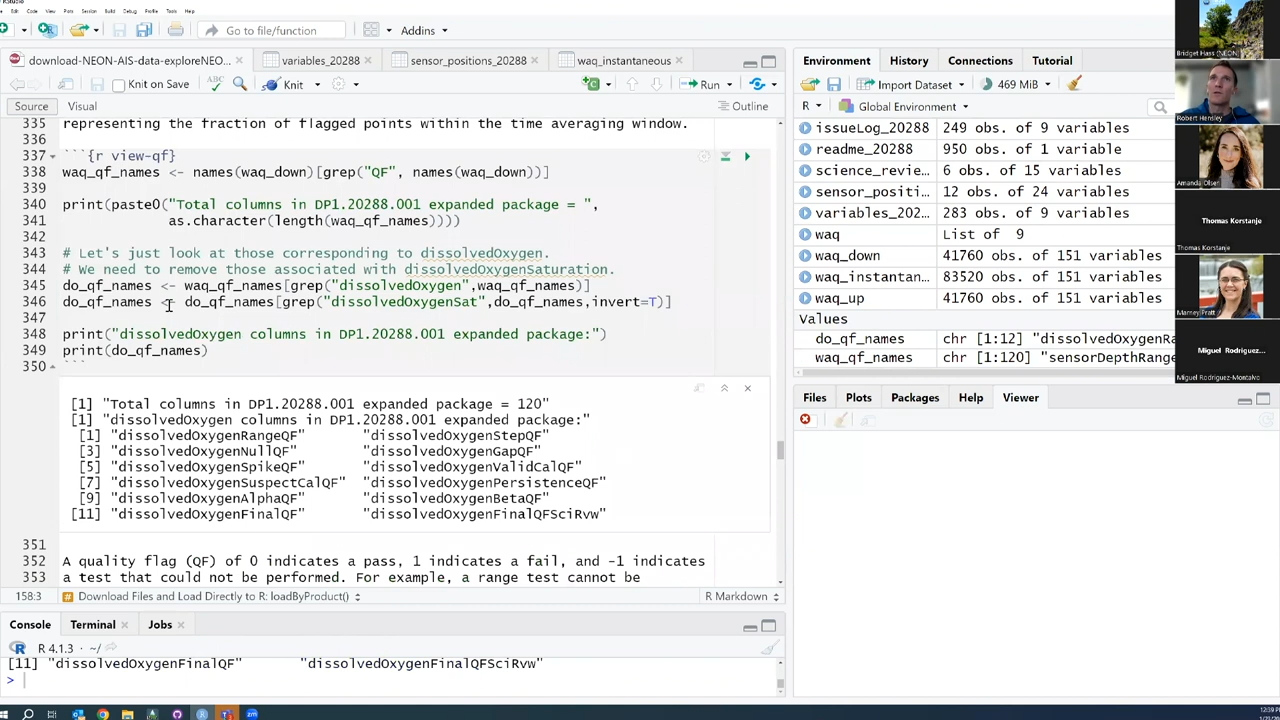 RStudio
File Edit Code View Plots Session Build Debug Profile Tools Help
Go to file/function
Addins
download-NEON-AIS-data-exploreNEO...
variables_20288
sensor_positions_20288
waq_instantaneous
Knit on Save
Knit
Run
Source
Visual
Outline
335 representing the fraction of flagged points within the
336
337 ```{r view-qf}
338 waq_qf_names <- names(waq_down)[grep("QF", names(waq_down))]
339
340 print(paste0("Total columns in DP1.20288.001 expanded package = ",
341 as.character(length(waq_qf_names))))
342
343 # Let's just look at those corresponding to dissolvedOxygen.
344 # We need to remove those associated with dissolvedOxygenSaturation.
345 do_qf_names <- waq_qf_names[grep("dissolvedOxygen",waq_qf_names)]
346 do_qf_names <- do_qf_names[grep("dissolvedOxygenSat",do_qf_names,invert=T)]
347
348 print("dissolvedOxygen columns in DP1.20288.001 expanded package:")
349 print(do_qf_names)
350 ```
[1] "Total columns in DP1.20288.001 expanded package = 120"
[1] "dissolvedOxygen columns in DP1.20288.001 expanded package:"
[1] "dissolvedOxygenRangeQF" "dissolvedOxygenStepQF"
[3] "dissolvedOxygenNullQF" "dissolvedOxygenGapQF"
[5] "dissolvedOxygenSpikeQF" "dissolvedOxygenValidCalQF"
[7] "dissolvedOxygenSuspectCalQF" "dissolvedOxygenPersistenceQF"
[9] "dissolvedOxygenAlphaQF" "dissolvedOxygenBetaQF"
[11] "dissolvedOxygenFinalQF" "dissolvedOxygenFinalQFSciRvw"
351
352 A quality flag (QF) of 0 indicates a pass, 1 indicates a fail, and -1 indicates
353 a test that could not be performed. For example, a range test cannot be
158:3
# Download Files and Load Directly to R: loadByProduct()
R Markdown
Console
Terminal
Jobs
R 4.1.3 · ~/
[11] "dissolvedOxygenFinalQF" "dissolvedOxygenFinalQFSciRvw"
>
Environment
History
Connections
Tutorial
Import Dataset
469 MiB
R
Global Environment
issueLog_20288 249 obs. of 9 variables
readme_20288 950 obs. of 1 variable
science_revie... 6 obs. of 15 variables
sensor_positi... 12 obs. of 24 variables
variables_202... 283 obs. of 9 variables
waq List of 9
waq_down 41760 obs. of 151 variables
waq_instantan... 83520 obs. of 151 variables
waq_up 41760 obs. of 151 variables
Values
do_qf_names chr [1:12] "dissolvedOxygenRa
waq_qf_names chr [1:120] "sensorDepthRange
Files
Plots
Packages
Help
Viewer
Bridget Hass (NEON)
Robert Hensley
Amanda Olser
Thomas Korstanje
Thomas Korstanje
Marney Pratt
Miguel Rodriguez...
Miguel Rodriguez-Montalvo
12:39 PM